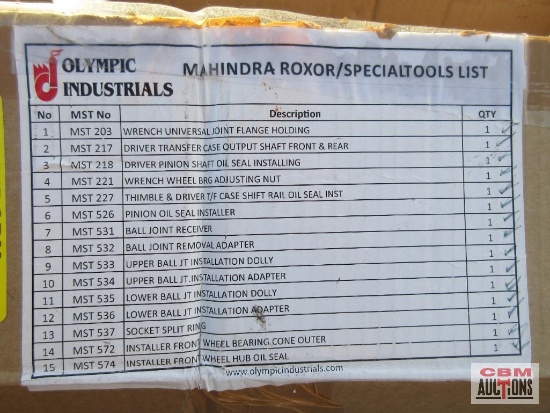 OLYMPIC INDUSTRIALS
MAHINDRA ROXOR/SPECIALTOOLS LIST
No MST No Description QTY
1 MST 203 WRENCH UNIVERSAL JOINT FLANGE HOLDING 1
2 MST 217 DRIVER TRANSFER CASE OUTPUT SHAFT FRONT & REAR 1
3 MST 218 DRIVER PINION SHAFT OIL SEAL INSTALLING 1
4 MST 221 WRENCH WHEEL BRG ADJUSTING NUT 1
5 MST 227 THIMBLE & DRIVER T/F CASE SHIFT RAIL OIL SEAL INST 1
6 MST 526 PINION OIL SEAL INSTALLER 1
7 MST 531 BALL JOINT RECEIVER 1
8 MST 532 BALL JOINT REMOVAL ADAPTER 1
9 MST 533 UPPER BALL JT INSTALLATION DOLLY 1
10 MST 534 UPPER BALL JT INSTALLATION ADAPTER 1
11 MST 535 LOWER BALL JT INSTALLATION DOLLY 1
12 MST 536 LOWER BALL JT INSTALLATION ADAPTER 1
13 MST 537 SOCKET SPLIT RING 1
14 MST 572 INSTALLER FRONT WHEEL BEARING CONE OUTER 1
15 MST 574 INSTALLER FRONT WHEEL HUB OIL SEAL 1
www.olympicindustrials.com
CBM
AUCTIONS